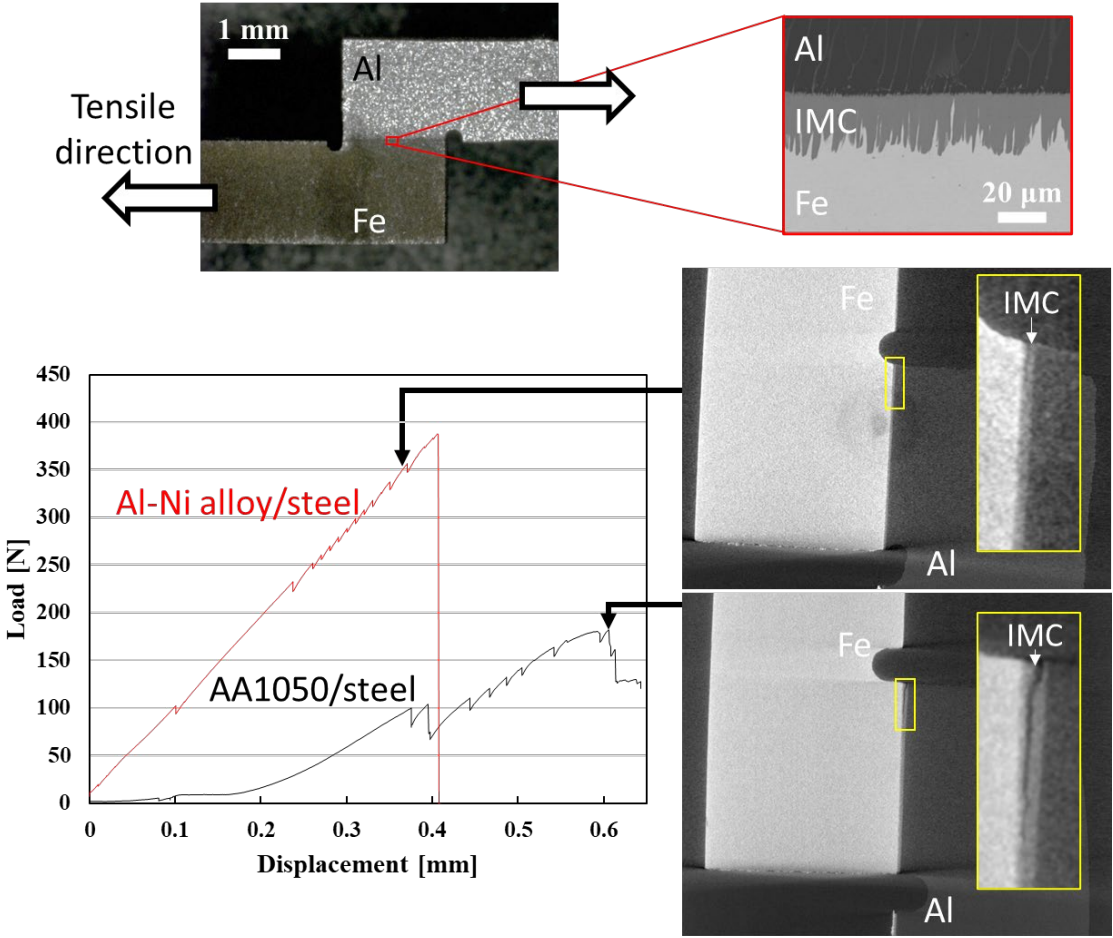 1 mm
Al
Tensile
direction
Fe
Al
IMC
Fe
20 µm
Fe
IMC
Al
Fe
IMC
Al
450
400
350
300
250
200
150
100
50
0
Load [N]
Al-Ni alloy/steel
AA1050/steel
0 0.1 0.2 0.3 0.4 0.5 0.6
Displacement [mm]